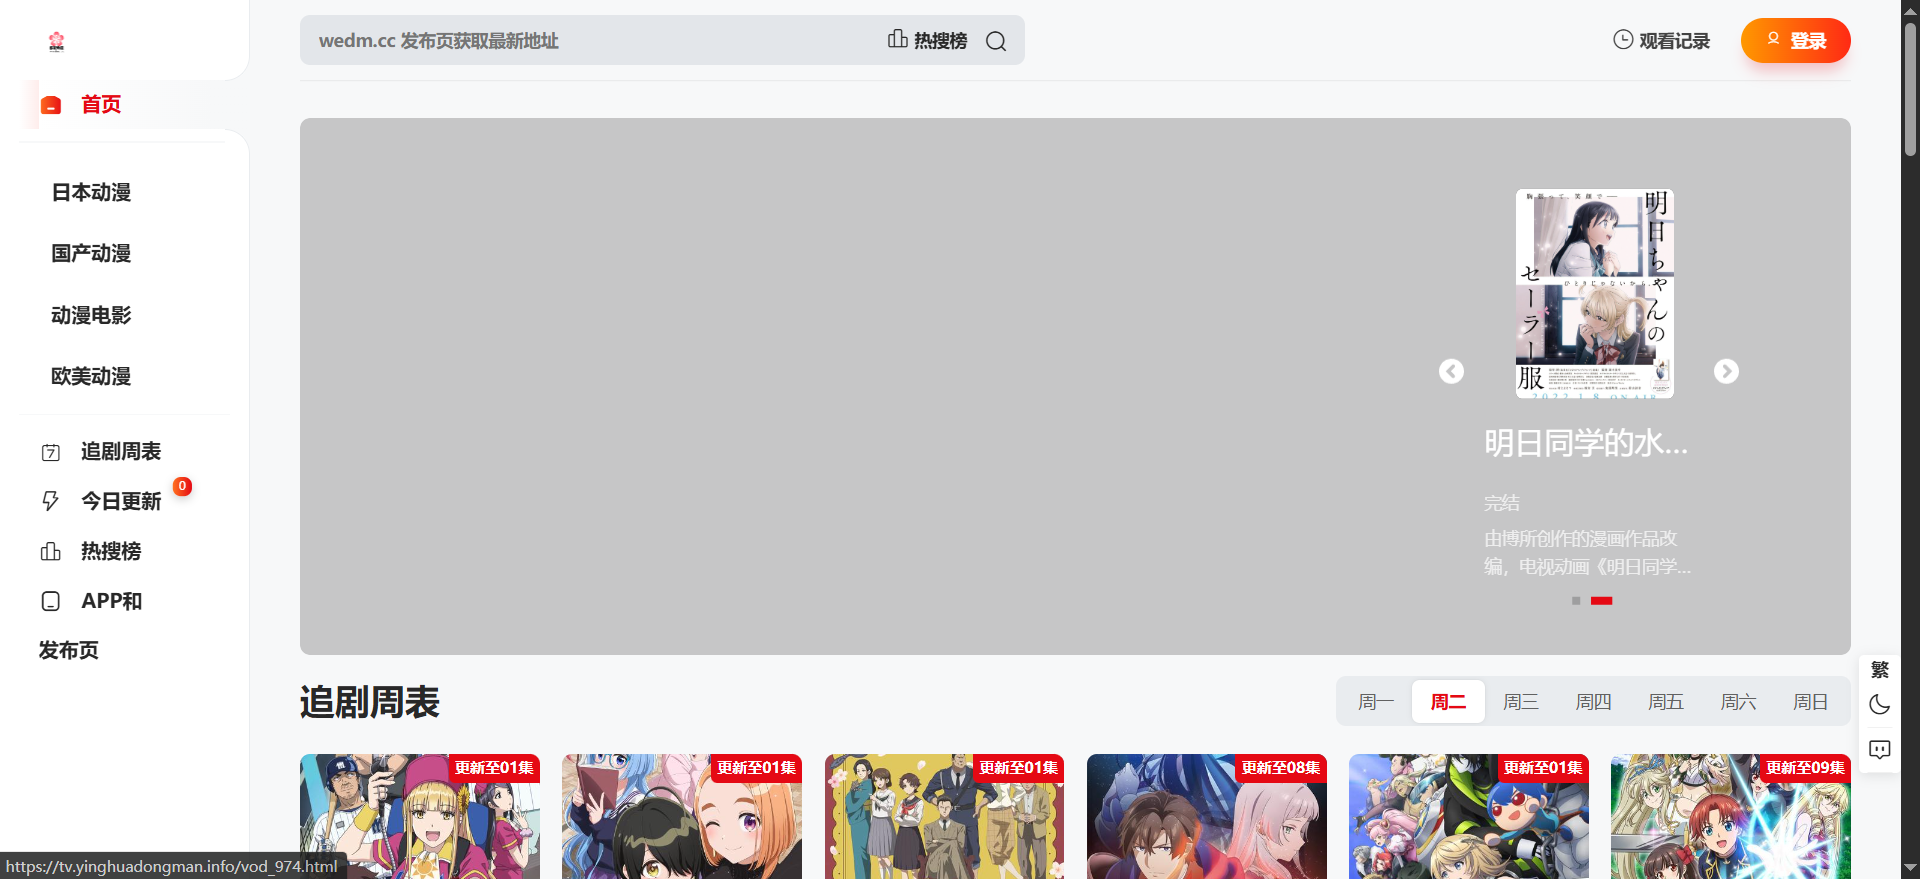 wedm.cc 发布页获取最新地址
热搜榜
观看记录
登录
首页
日本动漫
国产动漫
动漫电影
欧美动漫
追剧周表
今日更新
0
热搜榜
APP和
发布页
明日ちゃんの
セーラー服
2022.1.8 ON AIR
明日同学的水...
完结
由博所创作的漫画作品改
编，电视动画《明日同学...
追剧周表
周一
周二
周三
周四
周五
周六
周日
繁
更新至01集
更新至01集
更新至01集
更新至08集
更新至01集
更新至09集
https://tv.yinghuadongman.info/vod_974.html